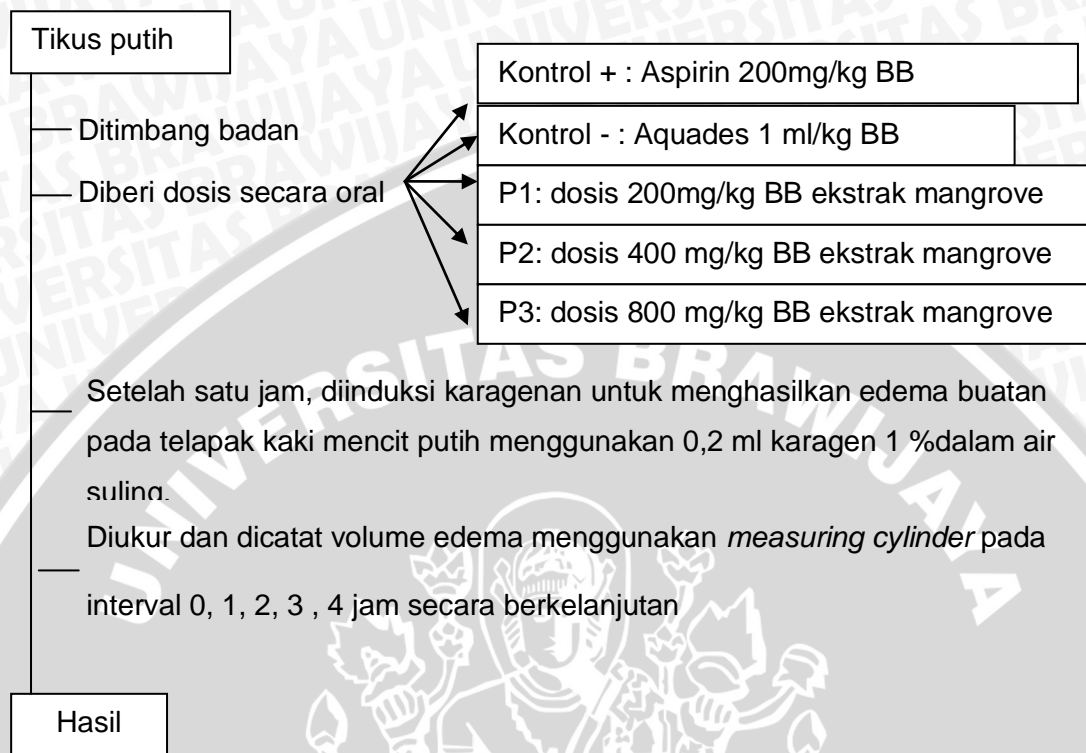 Tikus putih
Ditimbang badan
Diberi dosis secara oral
Kontrol + : Aspirin 200mg/kg BB
Kontrol - : Aquades 1 ml/kg BB
P1: dosis 200mg/kg BB ekstrak mangrove
P2: dosis 400 mg/kg BB ekstrak mangrove
P3: dosis 800 mg/kg BB ekstrak mangrove
Setelah satu jam, diinduksi karagenan untuk menghasilkan edema buatan
pada telapak kaki mencit putih menggunakan 0,2 ml karagen 1 %dalam air
suling.
Diukur dan dicatat volume edema menggunakan measuring cylinder pada
interval 0, 1, 2, 3 , 4 jam secara berkelanjutan
Hasil
UNIVERSITAS BRAWIJAYA